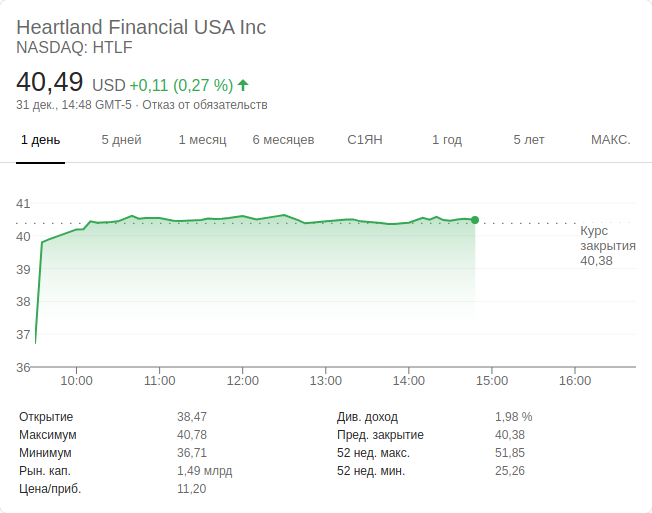 Heartland Financial USA Inc
NASDAQ: HTLF
40,49 USD +0,11 (0,27 %)
31 дек., 14:48 GMT-5 · Отказ от обязательств
1 день 5 дней 1 месяц 6 месяцев С1ЯН 1 год 5 лет МАКС.
41
40
39
38
37
36
Курс
закрытия
40,38
10:00 11:00 12:00 13:00 14:00 15:00 16:00
Открытие 38,47 Див. доход 1,98 %
Максимум 40,78 Пред. закрытие 40,38
Минимум 36,71 52 нед. макс. 51,85
Рын. кап. 1,49 млрд 52 нед. мин. 25,26
Цена/приб. 11,20